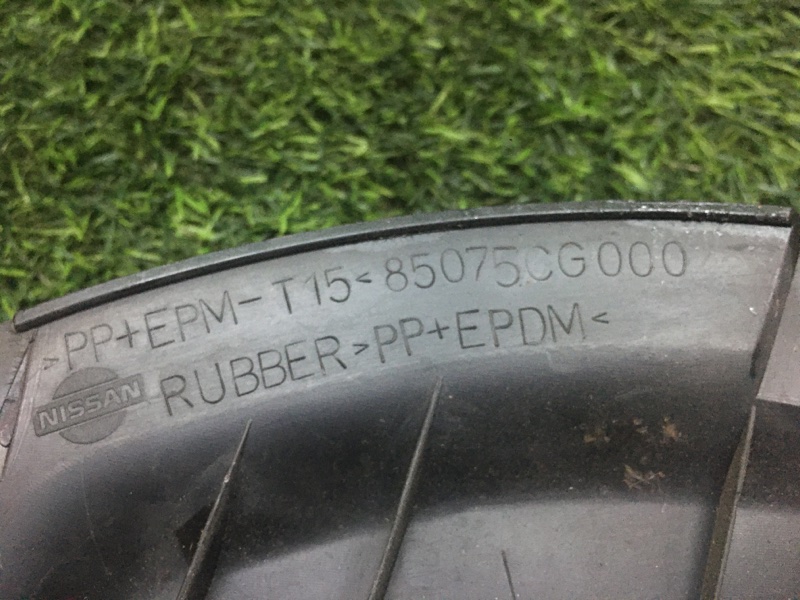 >PP+EPM-T15< 85075CG000
RUBBER>PP+EPDM<
NISSAN